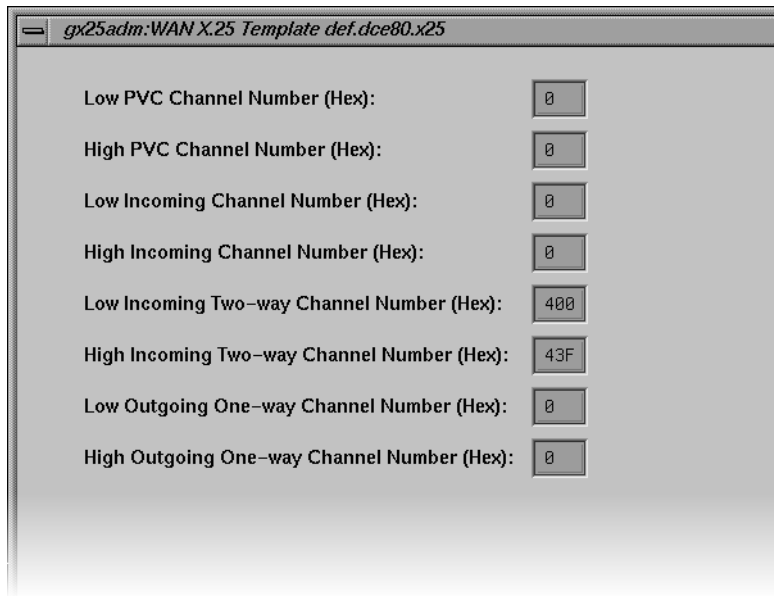 gx25adm:WAN X.25 Template def.dce80.x25
Low PVC Channel Number (Hex): 0
High PVC Channel Number (Hex): 0
Low Incoming Channel Number (Hex): 0
High Incoming Channel Number (Hex): 0
Low Incoming Two-way Channel Number (Hex): 400
High Incoming Two-way Channel Number (Hex): 43F
Low Outgoing One-way Channel Number (Hex): 0
High Outgoing One-way Channel Number (Hex): 0